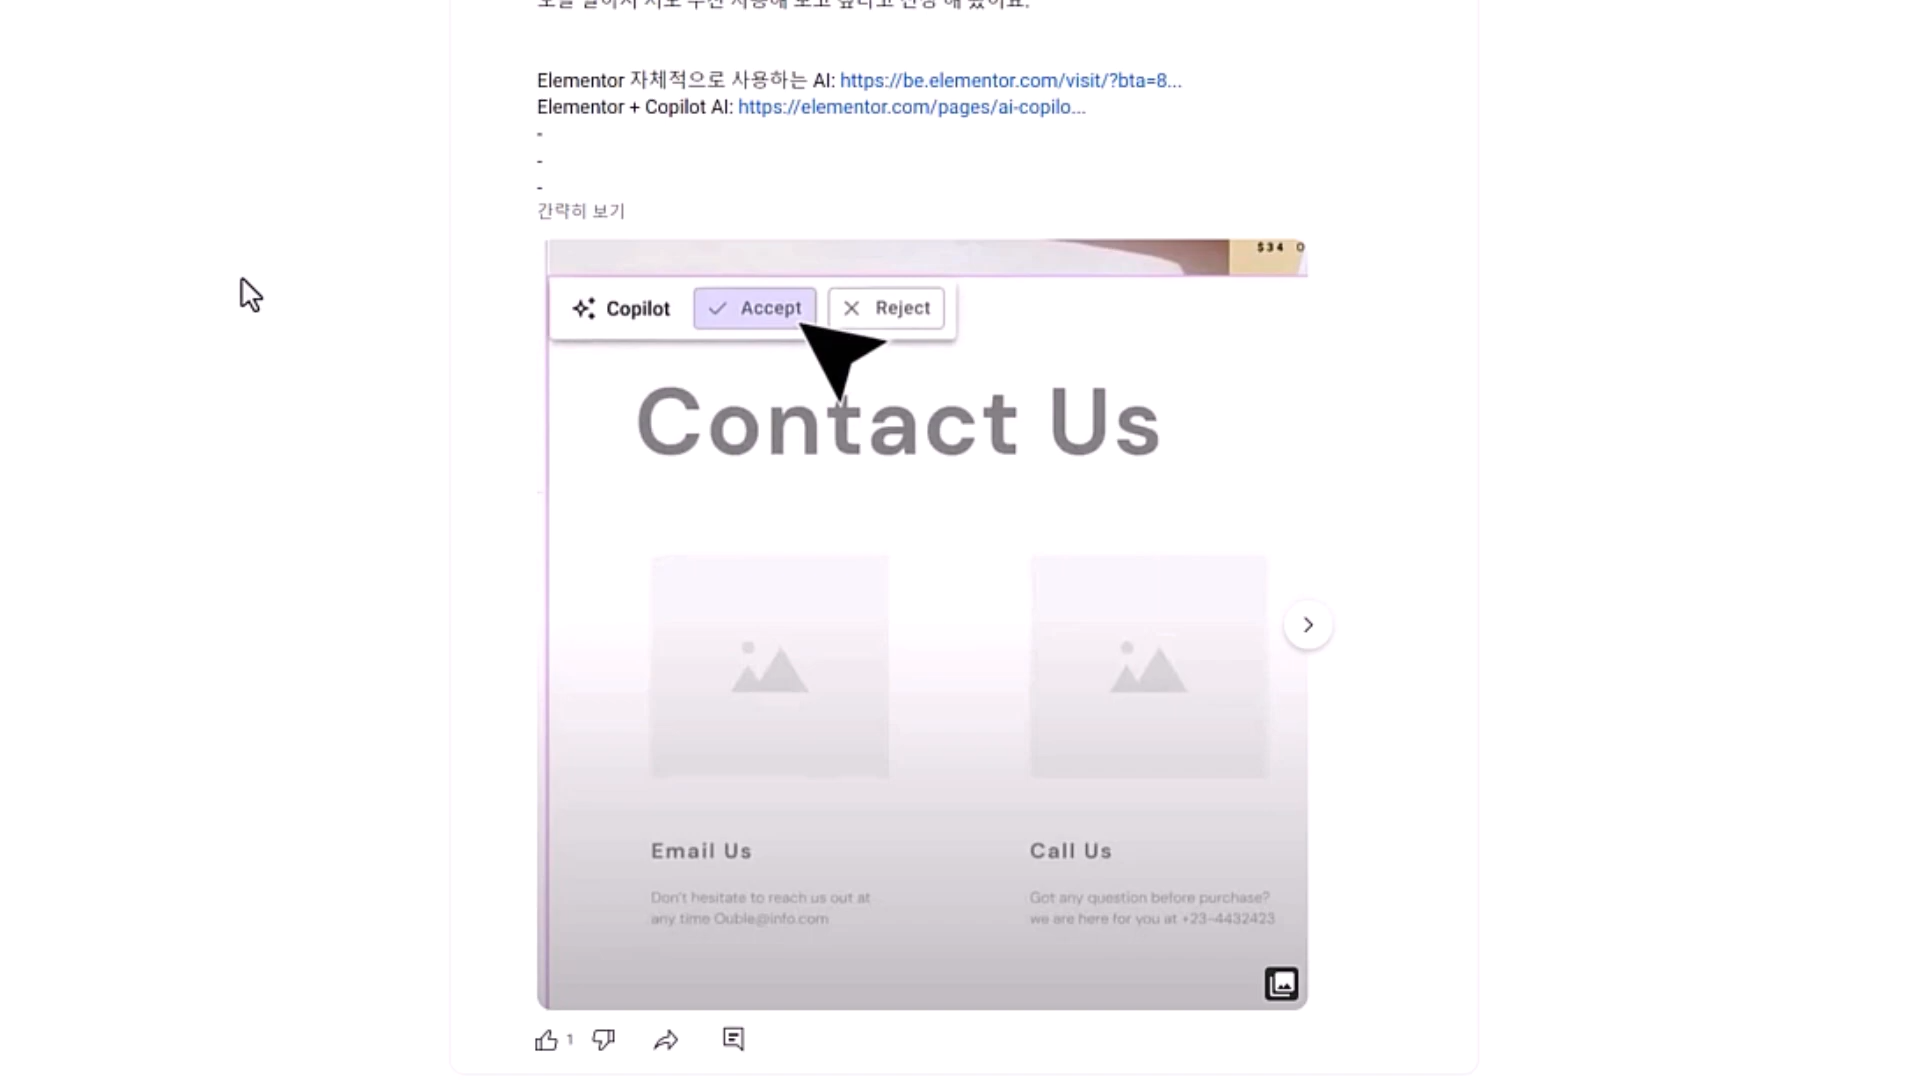 Elementor 자체적으로 사용하는 AI: https://be.elementor.com/visit/?bta=8...
Elementor + Copilot AI: https://elementor.com/pages/ai-copilo...
-
-
-
간략히 보기
$34
Copilot
Accept
Reject
Contact Us
Email Us
Call Us
Don't hesitate to reach us out at
any time Ouble@info.com
Got any question before purchase?
we are here for you at +23-4432423
1